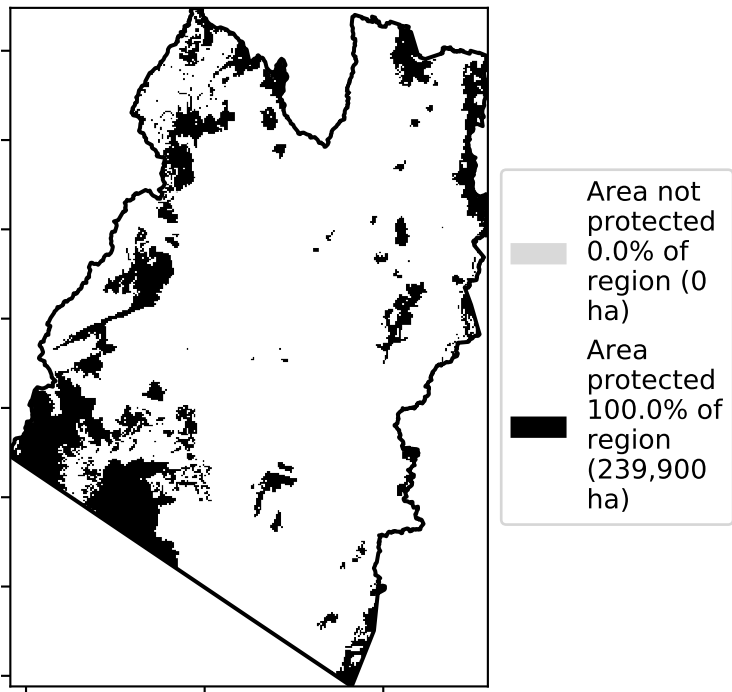 Area not
protected
0.0% of
region (0
ha)
Area
protected
100.0% of
region
(239,900
ha)